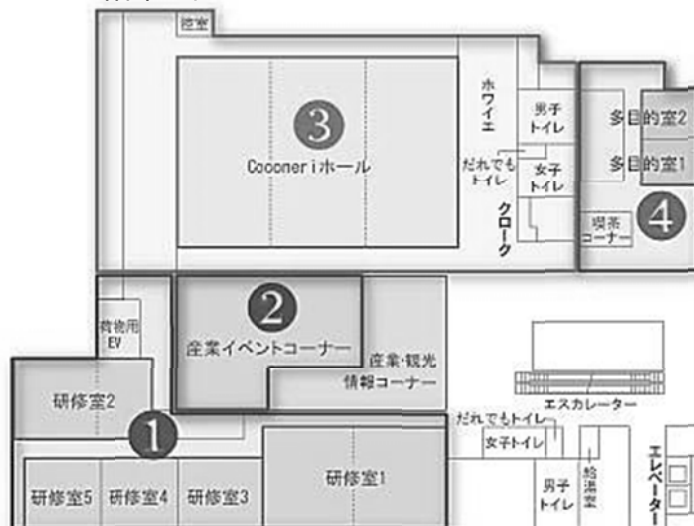 控室
3
Coconeriホール
ホワイエ
男子
トイレ
だれでも
トイレ
女子
トイレ
クローク
多目的室2
多目的室1
喫茶
コーナー
4
荷物用
EV
2
産業イベントコーナー
産業・観光
情報コーナー
エスカレーター
研修室2
1
だれでもトイレ
女子トイレ
研修室5
研修室4
研修室3
研修室1
男子
トイレ
給湯室
エレベーター